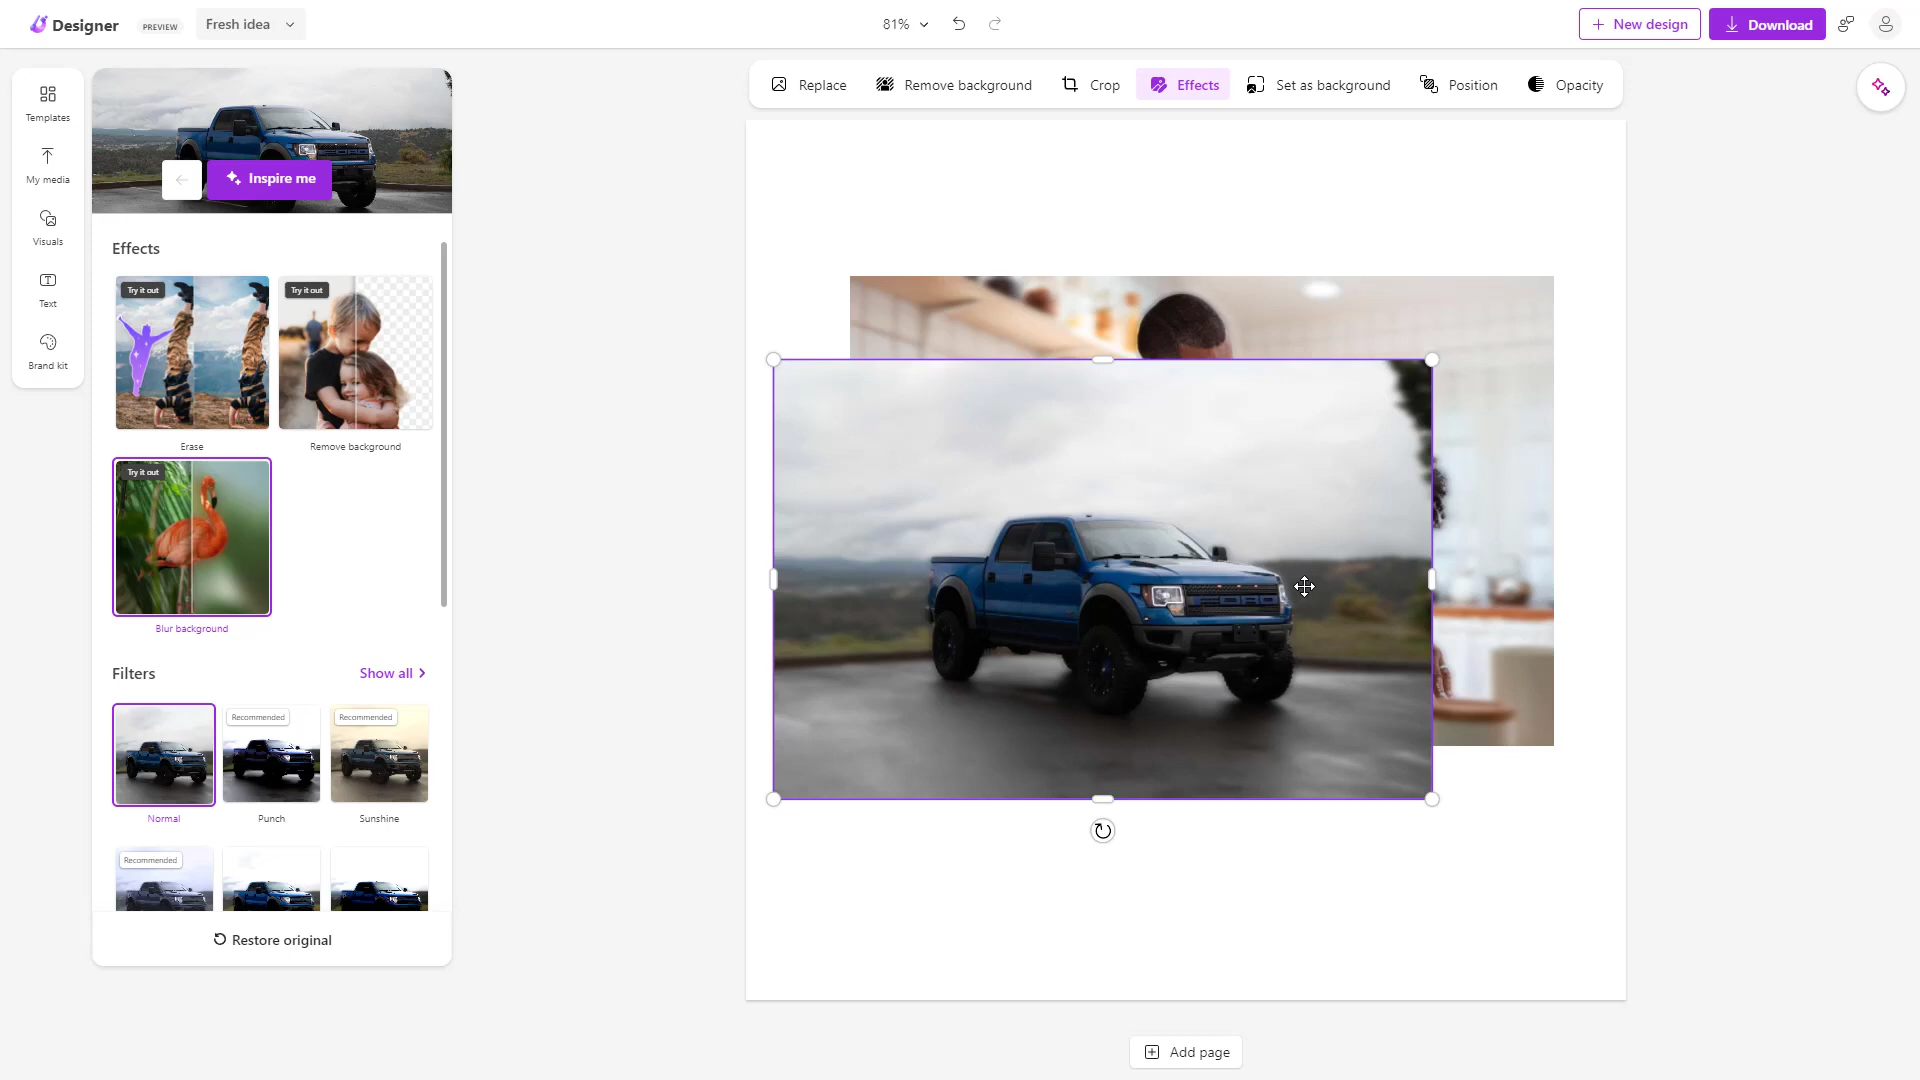 Designer
PREVIEW
Fresh idea
81%
New design
Download
Templates
My media
Visuals
Text
Brand kit
Inspire me
Replace
Remove background
Crop
Effects
Set as background
Position
Opacity
Effects
Try it out
Try it out
Erase
Remove background
Try it out
Blur background
Filters
Show all
Recommended
Recommended
Normal
Punch
Sunshine
Recommended
Restore original
Add page